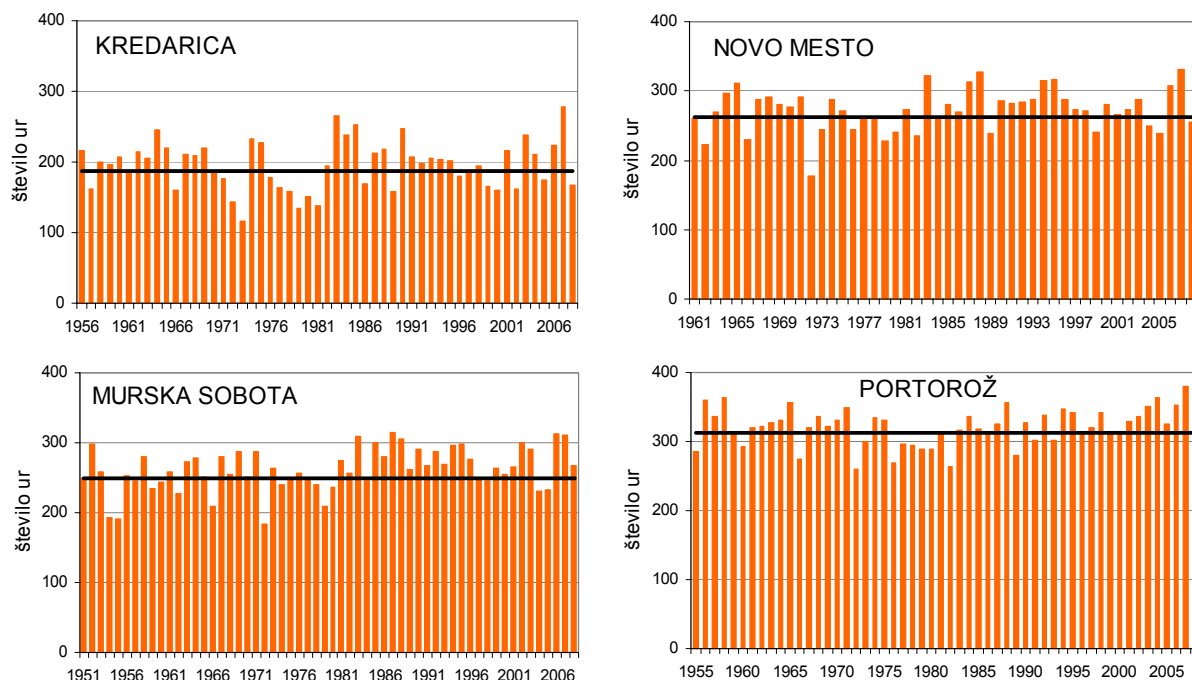 KREDARICA
število ur
400
300
200
100
0
1956 1961 1966 1971 1976 1981 1986 1991 1996 2001 2006
NOVO MESTO
število ur
400
300
200
100
0
1961 1965 1969 1973 1977 1981 1985 1989 1993 1997 2001 2005
MURSKA SOBOTA
število ur
400
300
200
100
0
1951 1956 1961 1966 1971 1976 1981 1986 1991 1996 2001 2006
PORTOROŽ
število ur
400
300
200
100
0
1955 1960 1965 1970 1975 1980 1985 1990 1995 2000 2005